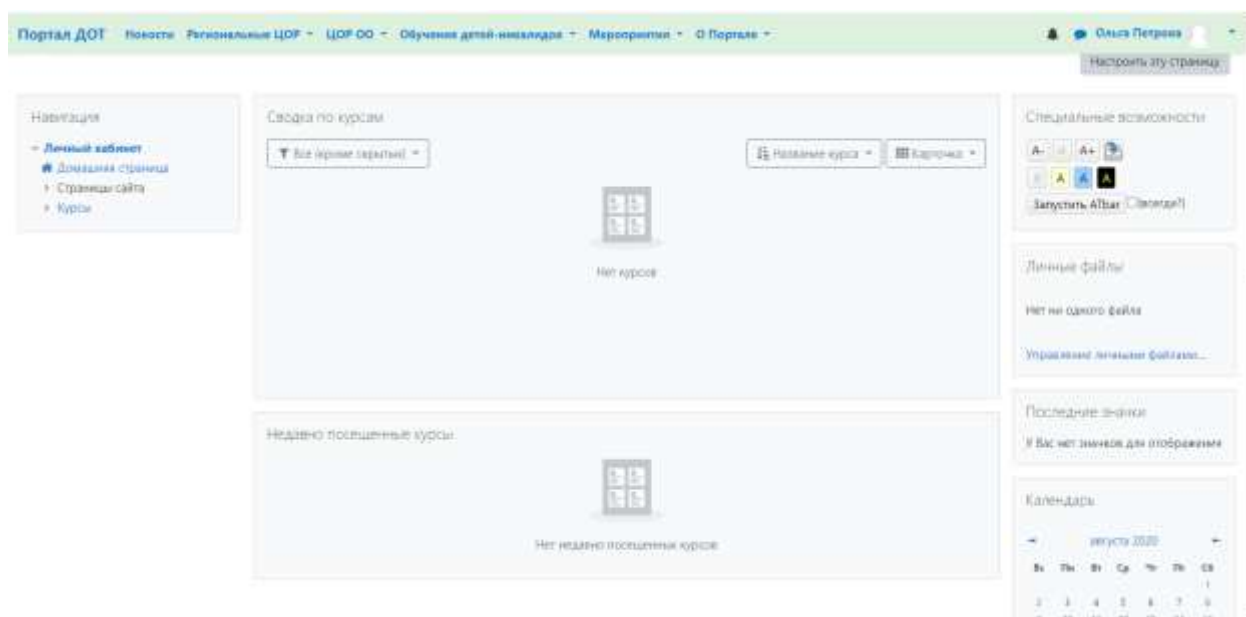 Портал ДОТ Новости Региональные ЦОР ЦОР ОО Обучение детей-инвалидов Мероприятия О Портале Ольга Петрова
Настроить эту страницу
Навигация
Личный кабинет
Домашняя страница
Страницы сайта
Курсы
Сводка по курсам
Все (кроме скрытых) Название курса Карточка
Нет курсов
Недавно посещенные курсы
Нет недавно посещенных курсов
Специальные возможности
A- A+
A A A
Запустить ATbar (всегда?)
Личные файлы
Нет ни одного файла
Управление личными файлами...
Последние значки
У Вас нет значков для отображения
Календарь
августа 2020
Вс Пн Вт Ср Чт Пт Сб
1
2 3 4 5 6 7 8